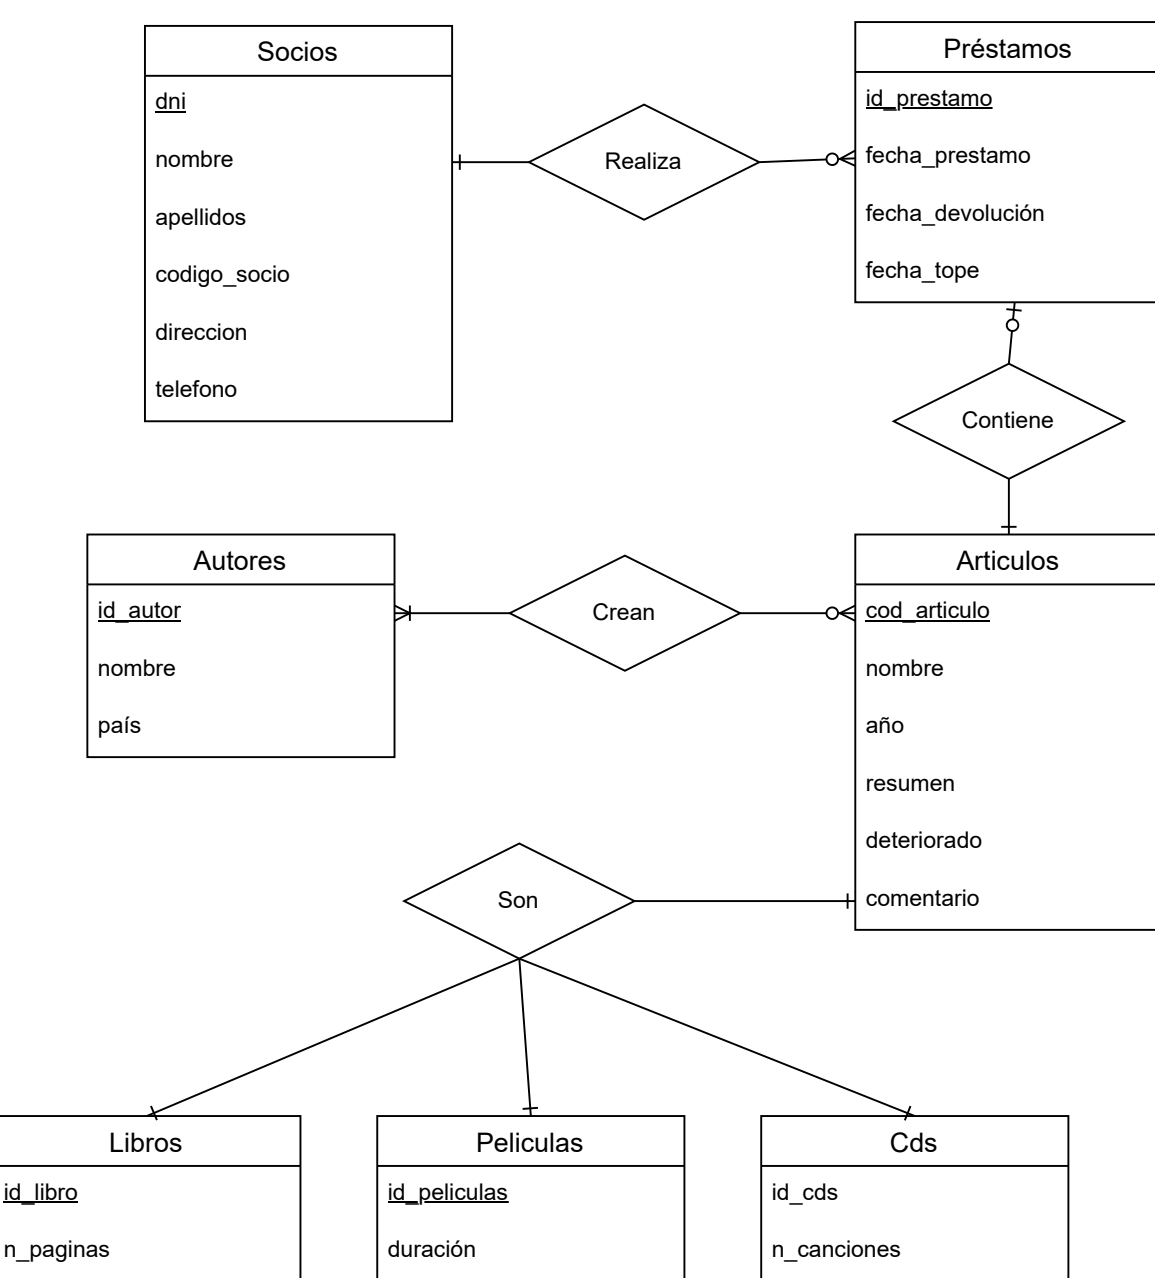 Socios
dni
nombre
apellidos
codigo_socio
direccion
telefono
Realiza
Préstamos
id_prestamo
fecha_prestamo
fecha_devolución
fecha_tope
Contiene
Autores
id_autor
nombre
país
Crean
Articulos
cod_articulo
nombre
año
resumen
deteriorado
comentario
Son
Libros
id_libro
n_paginas
Peliculas
id_peliculas
duración
Cds
id_cds
n_canciones